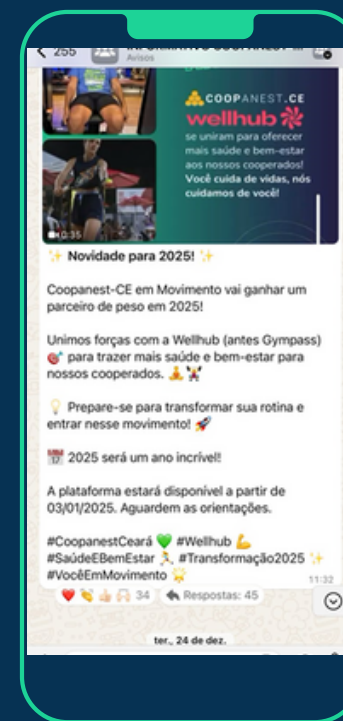 255
Avisos
COOPANEST.CE
wellhub
se uniram para oferecer
mais saúde e bem-estar
aos nossos cooperados!
Você cuida de vidas, nós
cuidamos de você!
0:35
✨ Novidade para 2025! ✨
Coopanest-CE em Movimento vai ganhar um
parceiro de peso em 2025!
Unimos forças com a Wellhub (antes Gympass)
🎯 para trazer mais saúde e bem-estar para
nossos cooperados. 🧘🏋️
💡 Prepare-se para transformar sua rotina e
entrar nesse movimento! 🚀
📅 2025 será um ano incrível!
A plataforma estará disponível a partir de
03/01/2025. Aguardem as orientações.
#CoopanestCeará 💚 #Wellhub 💪
#SaúdeEBemEstar 🏃 #Transformação2025 ✨
#VocêEmMovimento 🌟
11:32
34 Respostas: 45
ter., 24 de dez.